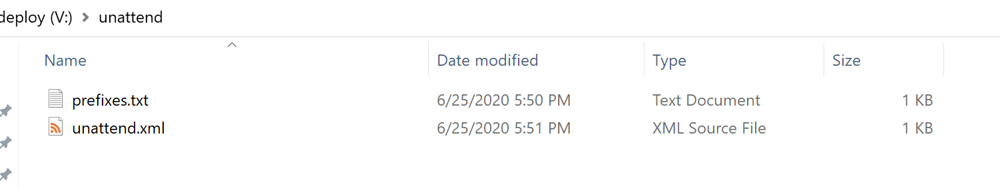 deploy (V:) > unattend
Name Date modified Type Size
prefixes.txt 6/25/2020 5:50 PM Text Document 1 KB
unattend.xml 6/25/2020 5:51 PM XML Source File 1 KB